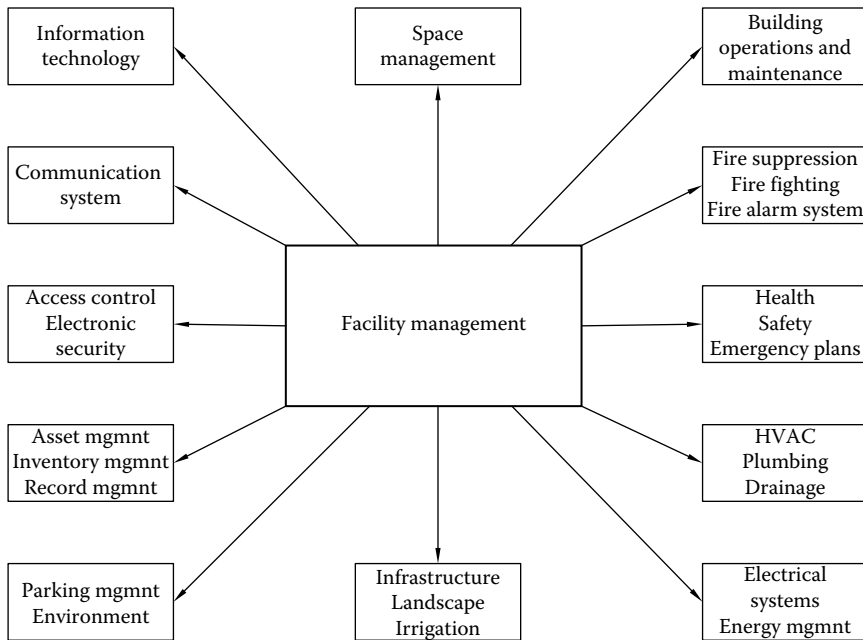 Information
technology
Space
management
Building
operations and
maintenance
Communication
system
Fire suppression
Fire fighting
Fire alarm system
Access control
Electronic
security
Facility management
Health
Safety
Emergency plans
Asset mgmnt
Inventory mgmnt
Record mgmnt
HVAC
Plumbing
Drainage
Parking mgmnt
Environment
Infrastructure
Landscape
Irrigation
Electrical
systems
Energy mgmnt